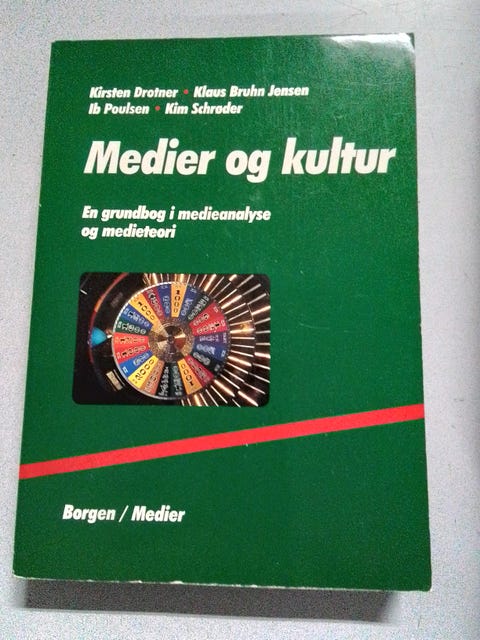 Kirsten Drotner • Klaus Bruhn Jensen
Ib Poulsen • Kim Schrøder
Medier og kultur
En grundbog i medieanalyse
og medieteori
1000
Borgen / Medier